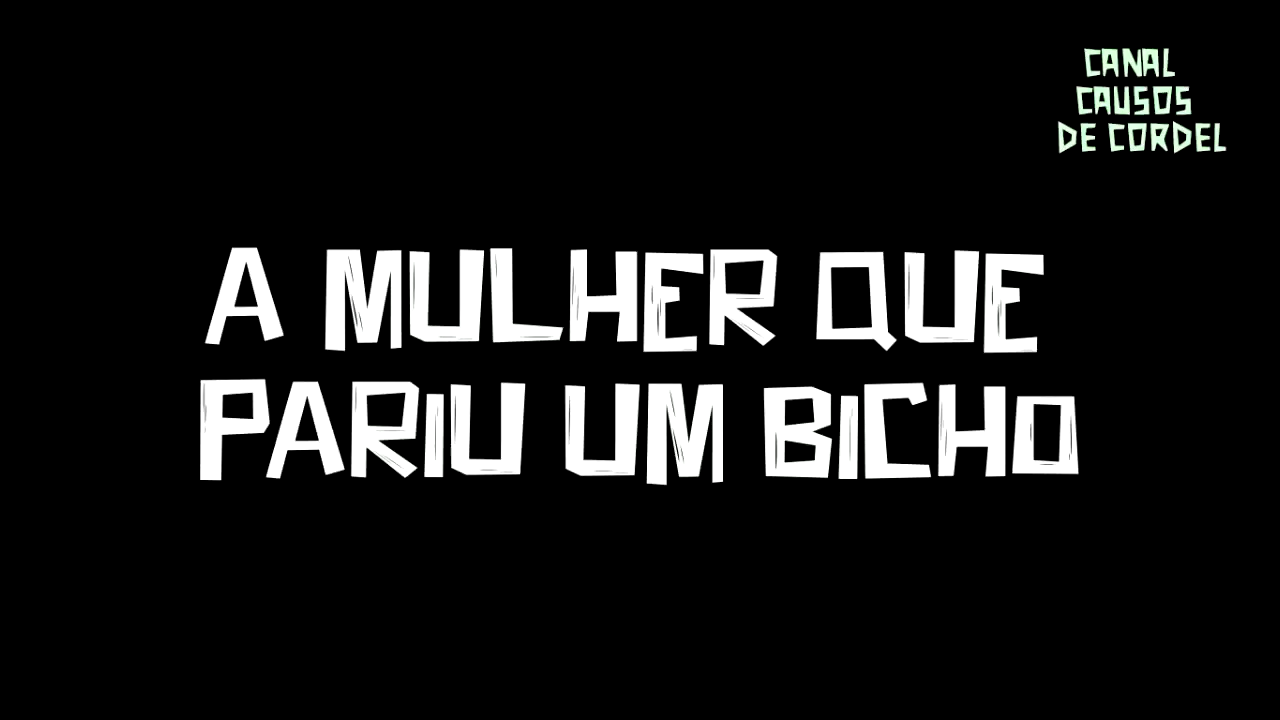 CANAL
CAUSOS
DE CORDEL
A MULHER QUE
PARIU UM BICHO